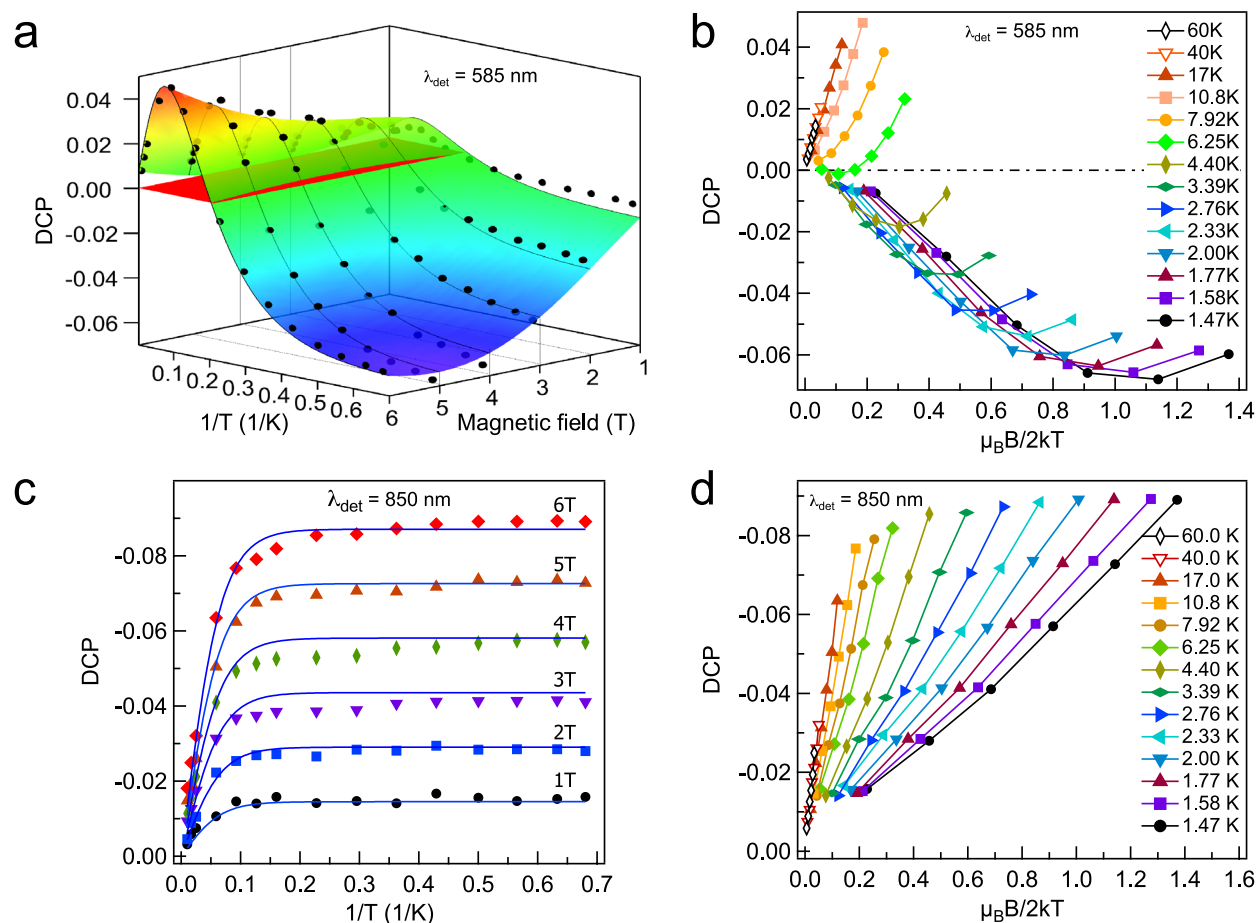 a
λdet = 585 nm
0.04
0.02
0.00
-0.02
-0.04
-0.06
DCP
0.1
0.2
0.3
0.4
0.5
0.6
1/T (1/K)
6
5
4
3
2
1
Magnetic field (T)
b
λdet = 585 nm
0.04
0.02
0.00
-0.02
-0.04
-0.06
DCP
60K
40K
17K
10.8K
7.92K
6.25K
4.40K
3.39K
2.76K
2.33K
2.00K
1.77K
1.58K
1.47K
0.0 0.2 0.4 0.6 0.8 1.0 1.2 1.4
μBB/2kT
c
λdet = 850 nm
6T
5T
4T
3T
2T
1T
-0.08
-0.06
-0.04
-0.02
0.00
DCP
0.0 0.1 0.2 0.3 0.4 0.5 0.6 0.7
1/T (1/K)
d
λdet = 850 nm
-0.08
-0.06
-0.04
-0.02
0.00
DCP
60.0 K
40.0 K
17.0 K
10.8 K
7.92 K
6.25 K
4.40 K
3.39 K
2.76 K
2.33 K
2.00 K
1.77 K
1.58 K
1.47 K
0.0 0.2 0.4 0.6 0.8 1.0 1.2 1.4 1.6
μBB/2kT